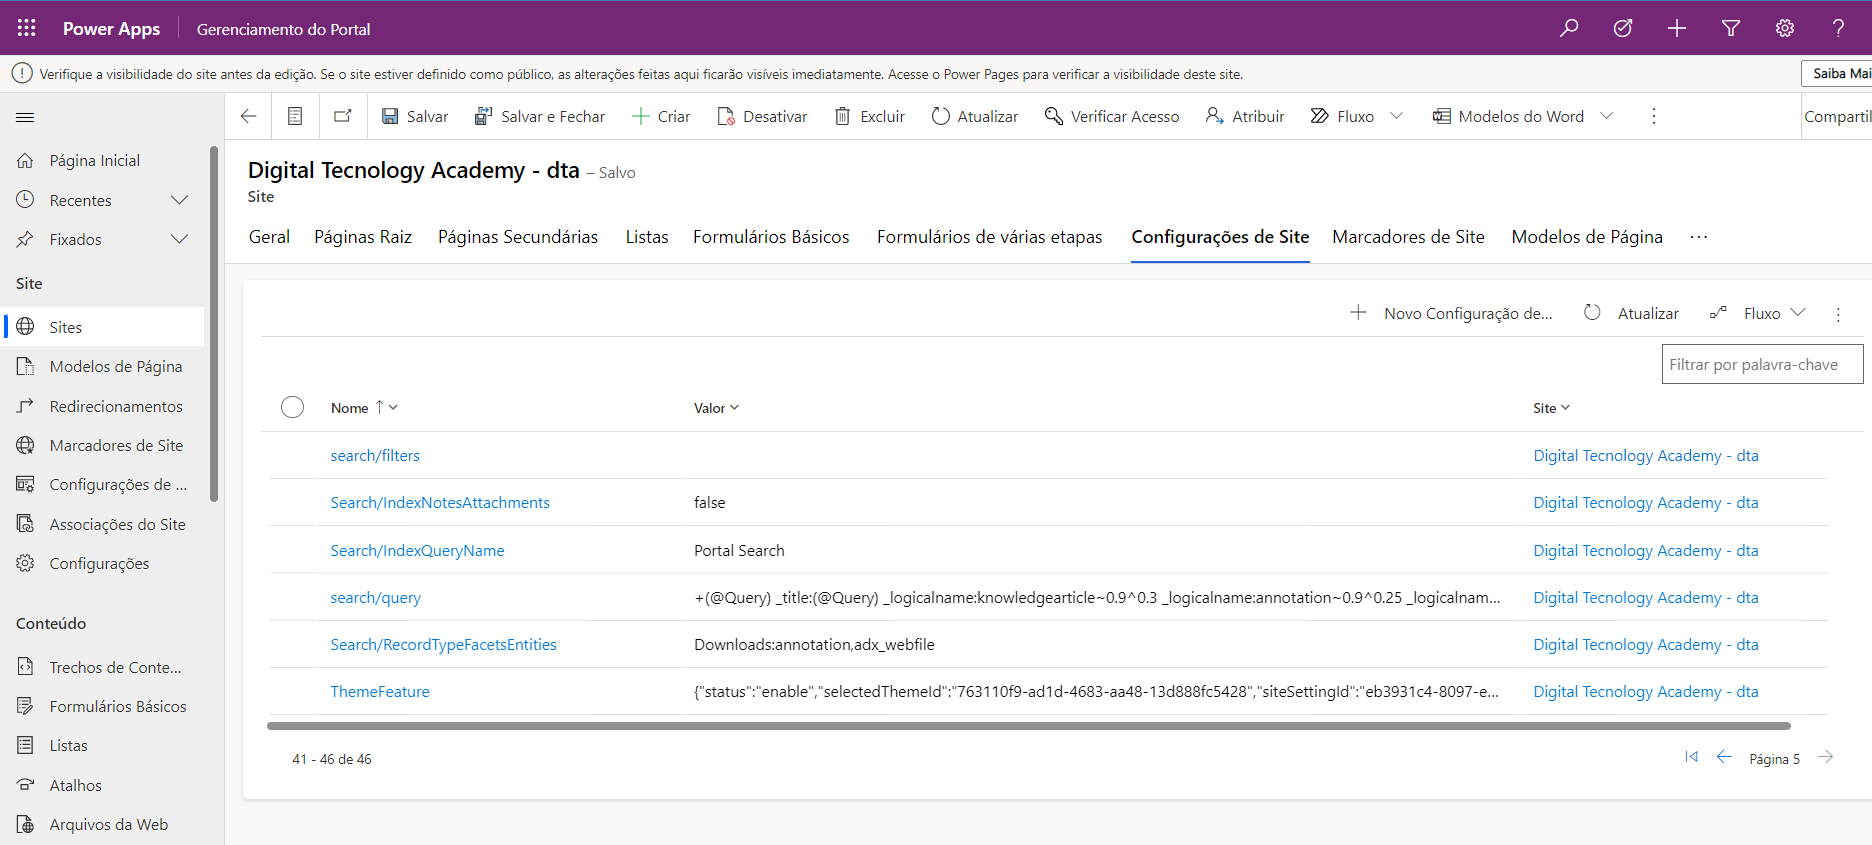 Power Apps
Gerenciamento do Portal
Verifique a visibilidade do site antes da edição. Se o site estiver definido como público, as alterações feitas aqui ficarão visíveis imediatamente. Acesse o Power Pages para verificar a visibilidade deste site.
Saiba Mai
Salvar
Salvar e Fechar
Criar
Desativar
Excluir
Atualizar
Verificar Acesso
Atribuir
Fluxo
Modelos do Word
Compartil
Página Inicial
Recentes
Fixados
Site
Sites
Modelos de Página
Redirecionamentos
Marcadores de Site
Configurações de ...
Associações do Site
Configurações
Conteúdo
Trechos de Conte...
Formulários Básicos
Listas
Atalhos
Arquivos da Web
Digital Tecnology Academy - dta – Salvo
Site
Geral
Páginas Raiz
Páginas Secundárias
Listas
Formulários Básicos
Formulários de várias etapas
Configurações de Site
Marcadores de Site
Modelos de Página
...
Novo Configuração de...
Atualizar
Fluxo
Filtrar por palavra-chave
Nome
Valor
Site
search/filters
Digital Tecnology Academy - dta
Search/IndexNotesAttachments
false
Digital Tecnology Academy - dta
Search/IndexQueryName
Portal Search
Digital Tecnology Academy - dta
search/query
+(@Query) _title:(@Query) _logicalname:knowledgearticle~0.9^0.3 _logicalname:annotation~0.9^0.25 _logicalnam...
Digital Tecnology Academy - dta
Search/RecordTypeFacetsEntities
Downloads:annotation,adx_webfile
Digital Tecnology Academy - dta
ThemeFeature
{"status":"enable","selectedThemeId":"763110f9-ad1d-4683-aa48-13d888fc5428","siteSettingId":"eb3931c4-8097-e...
Digital Tecnology Academy - dta
41 - 46 de 46
Página 5